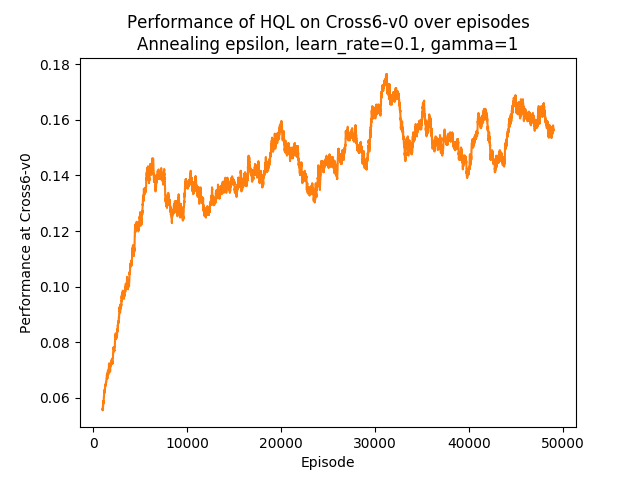 Performance of HQL on Cross6-v0 over episodes
Annealing epsilon, learn_rate=0.1, gamma=1
Performance at Cross6-v0
0.18
0.16
0.14
0.12
0.10
0.08
0.06
0 10000 20000 30000 40000 50000
Episode